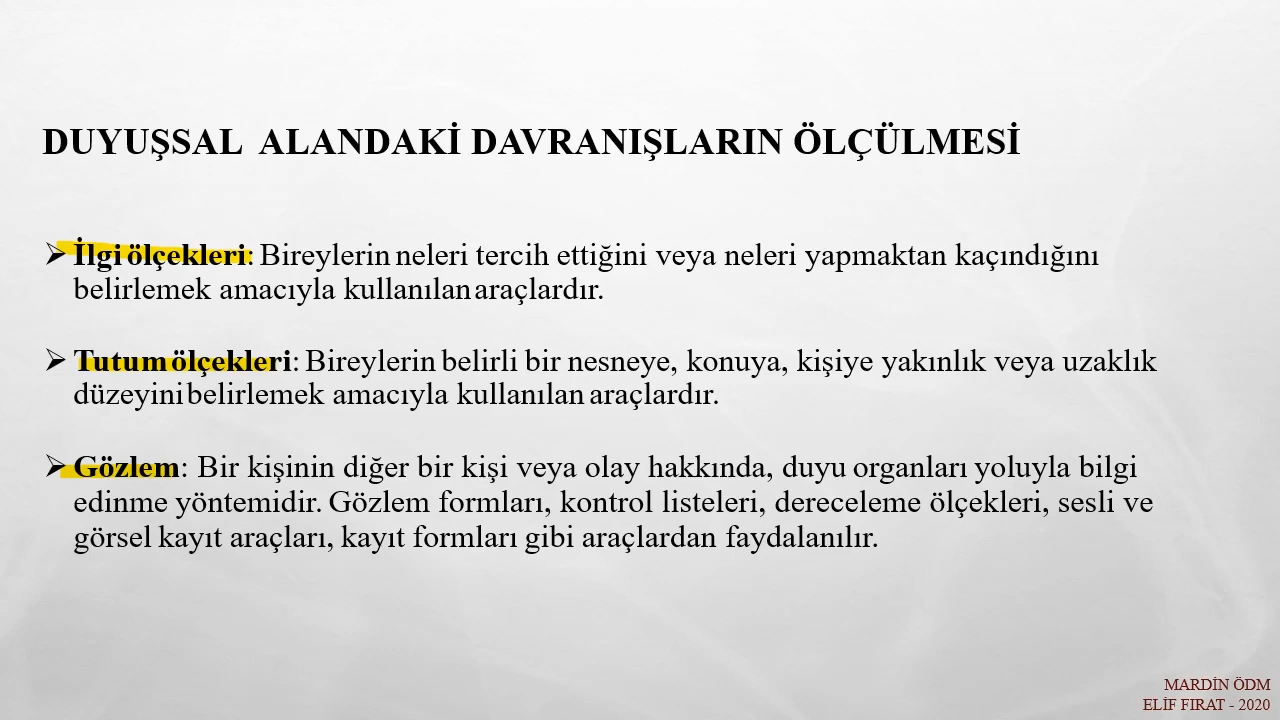 DUYUŞSAL ALANDAKİ DAVRANIŞLARIN ÖLÇÜLMESİ
➢ İlgi ölçekleri: Bireylerin neleri tercih ettiğini veya neleri yapmaktan kaçındığını
belirlemek amacıyla kullanılan araçlardır.
➢ Tutum ölçekleri: Bireylerin belirli bir nesneye, konuya, kişiye yakınlık veya uzaklık
düzeyini belirlemek amacıyla kullanılan araçlardır.
➢ Gözlem: Bir kişinin diğer bir kişi veya olay hakkında, duyu organları yoluyla bilgi
edinme yöntemidir. Gözlem formları, kontrol listeleri, dereceleme ölçekleri, sesli ve
görsel kayıt araçları, kayıt formları gibi araçlardan faydalanılır.
MARDİN ÖDM
ELİF FIRAT - 2020